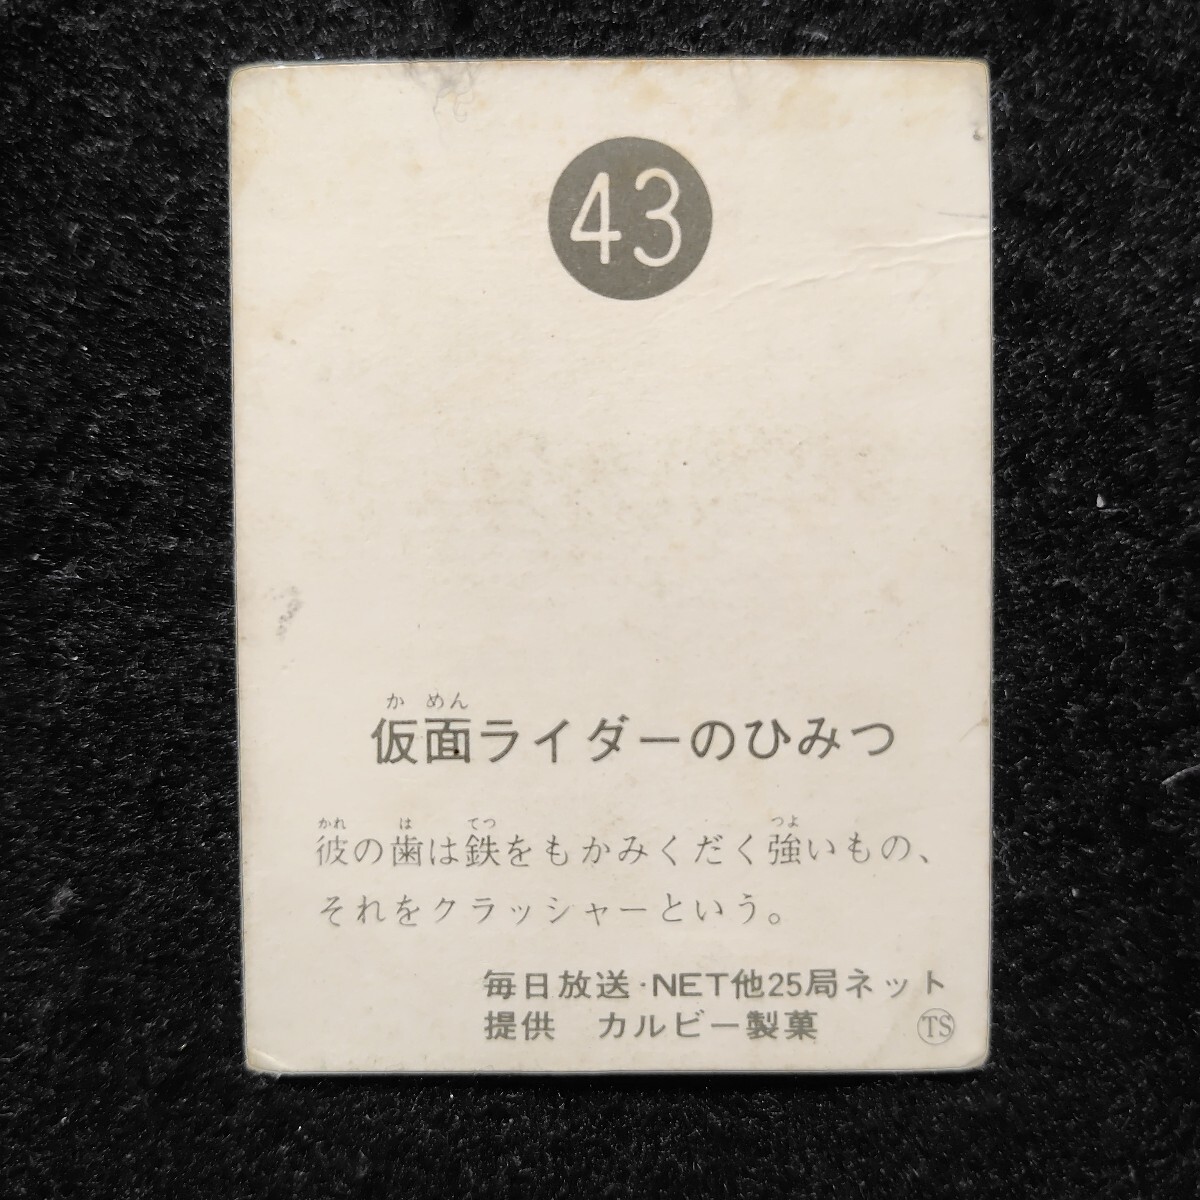 43
か めん
仮面ライダーのひみつ
かれ は てつ つよ
彼の歯は鉄をもかみくだく強いもの、
それをクラッシャーという。
毎日放送・NET他25局ネット
提供 カルビー製菓 TS